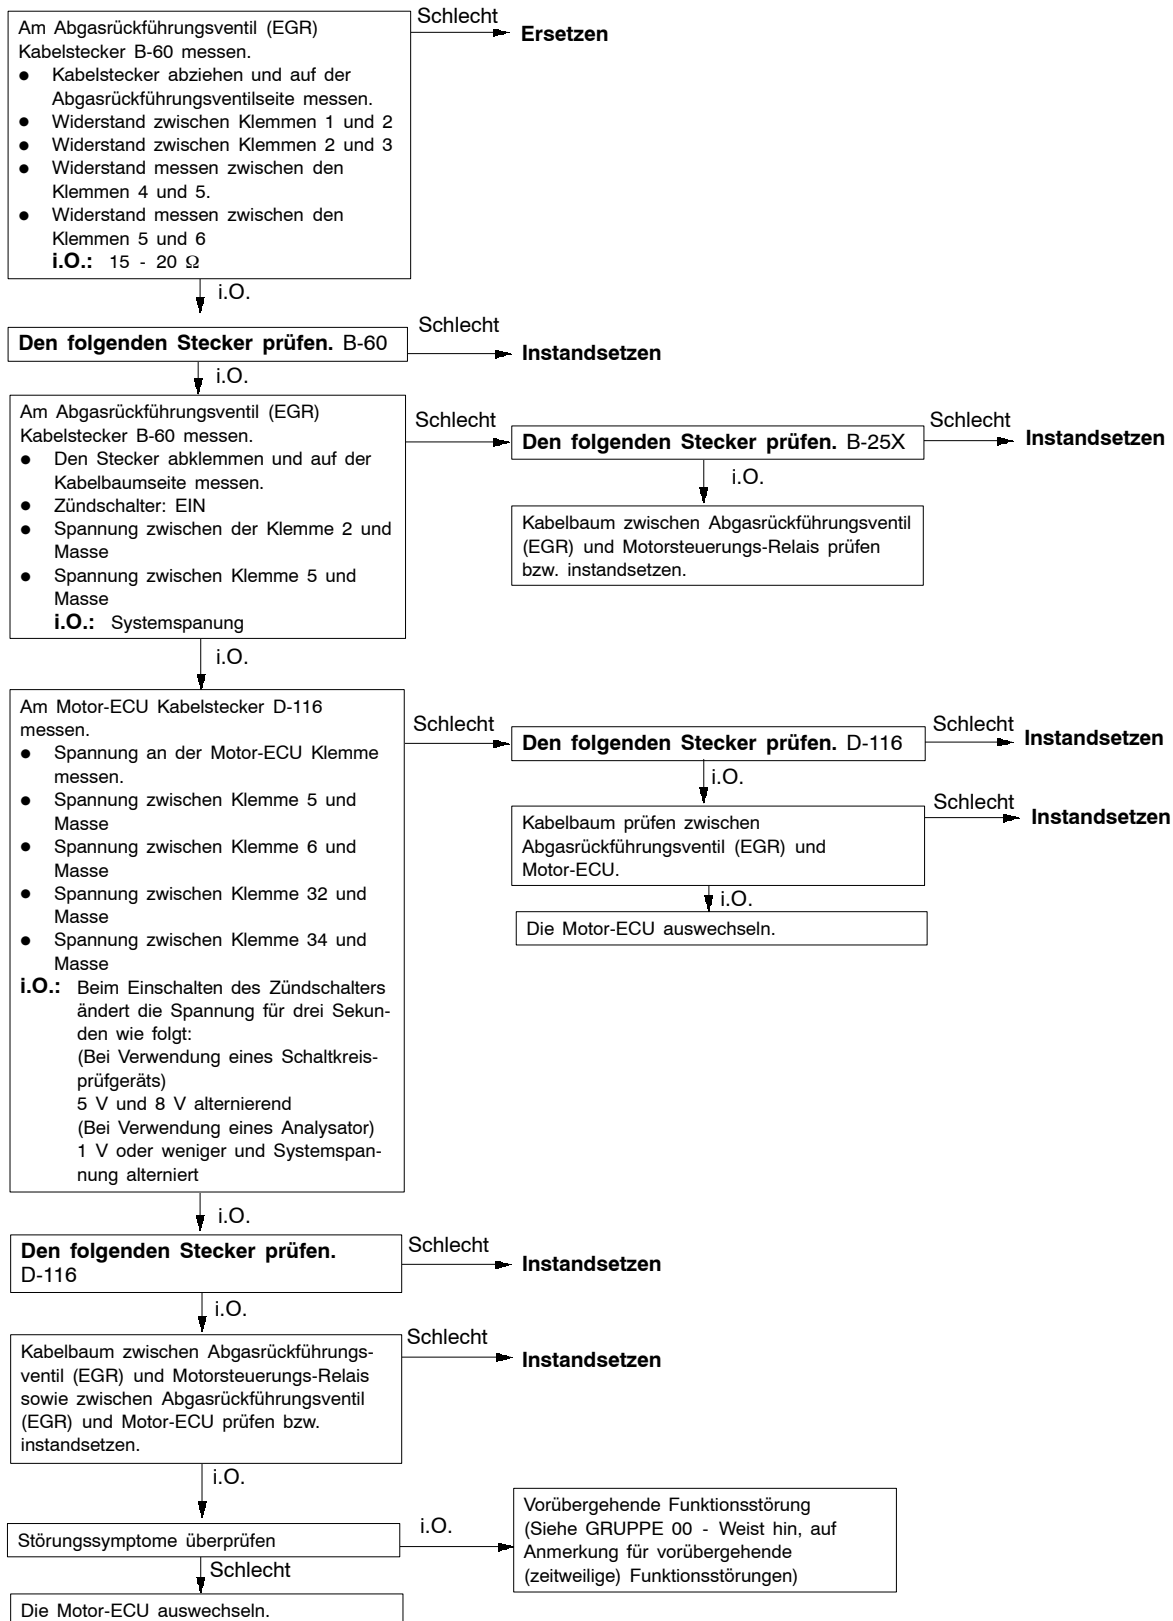 Am Abgasrückführungsventil (EGR)
Kabelstecker B-60 messen.
● Kabelstecker abziehen und auf der
Abgasrückführungsventilseite messen.
● Widerstand zwischen Klemmen 1 und 2
● Widerstand zwischen Klemmen 2 und 3
● Widerstand messen zwischen den
Klemmen 4 und 5.
● Widerstand messen zwischen den
Klemmen 5 und 6
i.O.: 15 - 20 Ω
Schlecht
Ersetzen
i.O.
Den folgenden Stecker prüfen. B-60
Schlecht
Instandsetzen
i.O.
Am Abgasrückführungsventil (EGR)
Kabelstecker B-60 messen.
● Den Stecker abklemmen und auf der
Kabelbaumseite messen.
● Zündschalter: EIN
● Spannung zwischen der Klemme 2 und
Masse
● Spannung zwischen Klemme 5 und
Masse
i.O.: Systemspanung
Schlecht
Den folgenden Stecker prüfen. B-25X
Schlecht
Instandsetzen
i.O.
Kabelbaum zwischen Abgasrückführungsventil
(EGR) und Motorsteuerungs-Relais prüfen
bzw. instandsetzen.
i.O.
Am Motor-ECU Kabelstecker D-116
messen.
● Spannung an der Motor-ECU Klemme
messen.
● Spannung zwischen Klemme 5 und
Masse
● Spannung zwischen Klemme 6 und
Masse
● Spannung zwischen Klemme 32 und
Masse
● Spannung zwischen Klemme 34 und
Masse
i.O.: Beim Einschalten des Zündschalters
ändert die Spannung für drei Sekun-
den wie folgt:
(Bei Verwendung eines Schaltkreis-
prüfgeräts)
5 V und 8 V alternierend
(Bei Verwendung eines Analysator)
1 V oder weniger und Systemspan-
nung alterniert
Schlecht
Den folgenden Stecker prüfen. D-116
Schlecht
Instandsetzen
i.O.
Kabelbaum prüfen zwischen
Abgasrückführungsventil (EGR) und
Motor-ECU.
Schlecht
Instandsetzen
i.O.
Die Motor-ECU auswechseln.
i.O.
Den folgenden Stecker prüfen.
D-116
Schlecht
Instandsetzen
i.O.
Kabelbaum zwischen Abgasrückführungs-
ventil (EGR) und Motorsteuerungs-Relais
sowie zwischen Abgasrückführungsventil
(EGR) und Motor-ECU prüfen bzw.
instandsetzen.
Schlecht
Instandsetzen
i.O.
Störungssymptome überprüfen
i.O.
Vorübergehende Funktionsstörung
(Siehe GRUPPE 00 - Weist hin, auf
Anmerkung für vorübergehende
(zeitweilige) Funktionsstörungen)
Schlecht
Die Motor-ECU auswechseln.